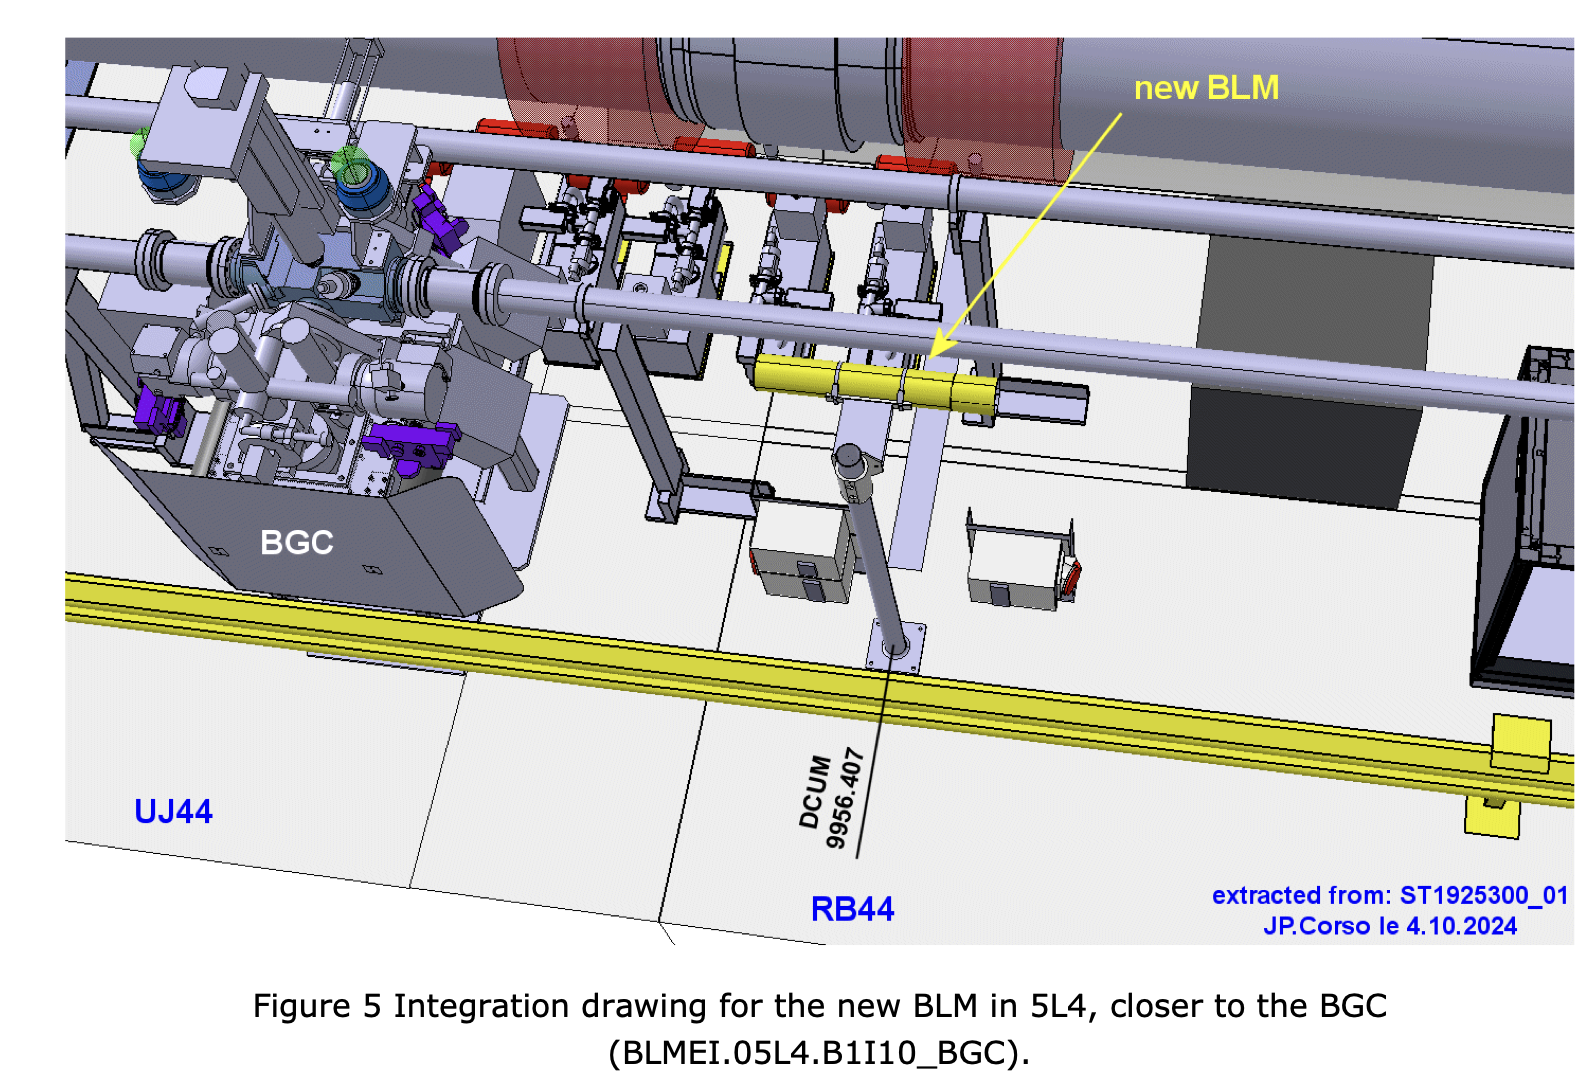 new BLM
BGC
DCUM
9956.407
UJ44
RB44
extracted from: ST1925300_01
JP.Corso le 4.10.2024
Figure 5 Integration drawing for the new BLM in 5L4, closer to the BGC
(BLMEI.05L4.B1I10_BGC).